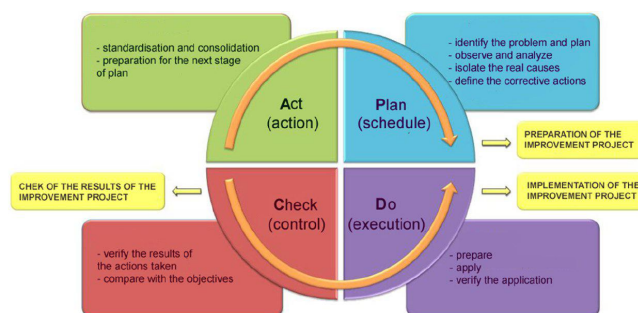 - standardisation and consolidation
- preparation for the next stage
of plan
- identify the problem and plan
- observe and analyze
- isolate the real causes
- define the corrective actions
Act
(action)
Plan
(schedule)
PREPARATION OF THE
IMPROVEMENT PROJECT
CHEK OF THE RESULTS OF THE
IMPROVEMENT PROJECT
IMPLEMENTATION OF THE
IMPROVEMENT PROJECT
Check
(control)
Do
(execution)
- verify the results of
the actions taken
- compare with the objectives
- prepare
- apply
- verify the application